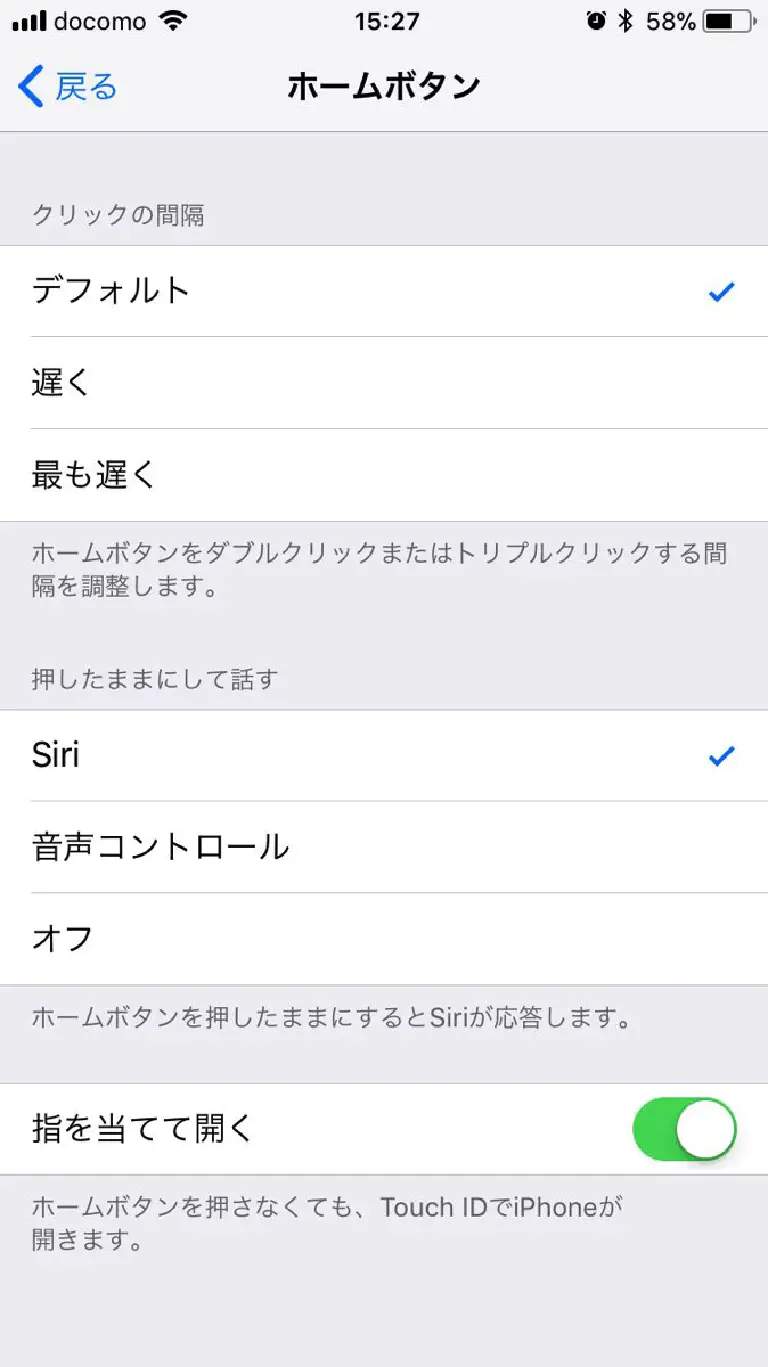 docomo 15:27 58%
戻る ホームボタン
クリックの間隔
デフォルト
遅く
最も遅く
ホームボタンをダブルクリックまたはトリプルクリックする間
隔を調整します。
押したままにして話す
Siri
音声コントロール
オフ
ホームボタンを押したままにするとSiriが応答します。
指を当てて開く
ホームボタンを押さなくても、Touch IDでiPhoneが
開きます。